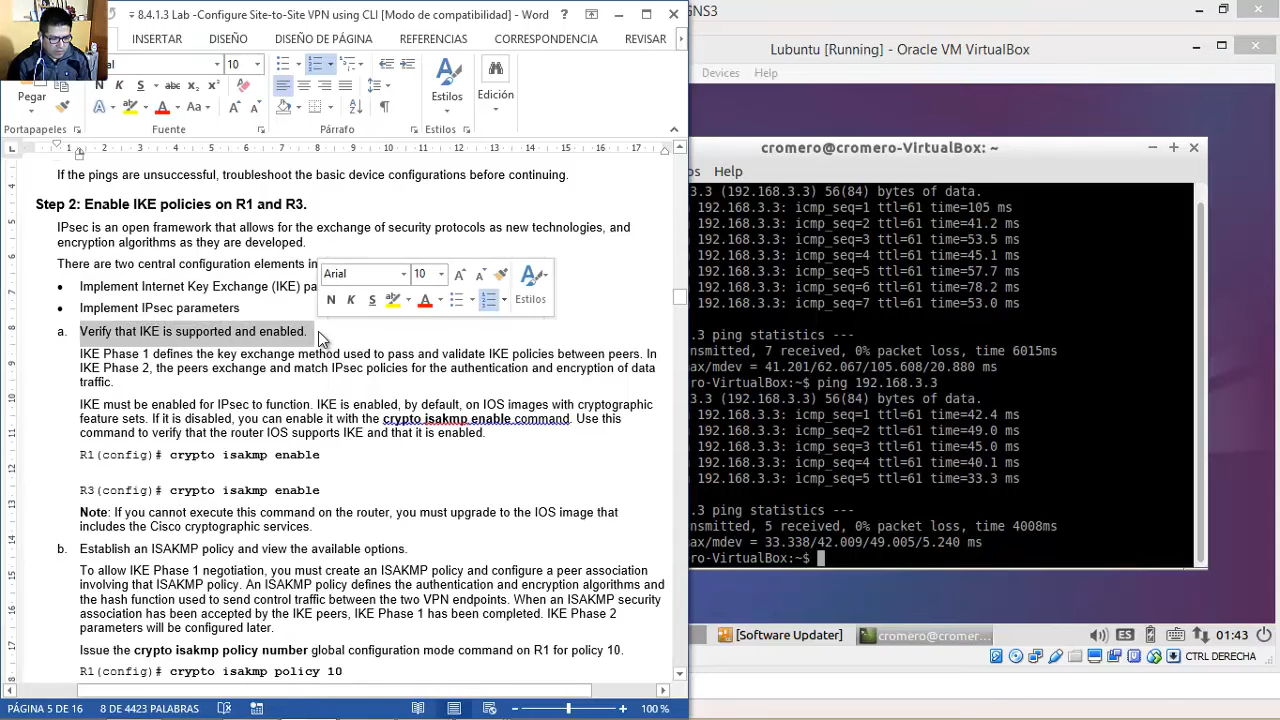 8.4.1.3 Lab -Configure Site-to-Site VPN using CLI [Modo de compatibilidad] - Word
GNS3
Lubuntu [Running] - Oracle VM VirtualBox
INSERTAR DISEÑO DISEÑO DE PÁGINA REFERENCIAS CORRESPONDENCIA REVISAR
Devices Help
10
Pegar
Estilos
Edición
Portapapeles Fuente Párrafo Estilos
1 2 3 4 5 6 7 8 9 10 11 12 13 14 15 16 17
cromero@cromero-VirtualBox: ~
Help
If the pings are unsuccessful, troubleshoot the basic device configurations before continuing.
Step 2: Enable IKE policies on R1 and R3.
IPsec is an open framework that allows for the exchange of security protocols as new technologies, and
encryption algorithms as they are developed.
There are two central configuration elements in
Arial 10
Estilos
• Implement Internet Key Exchange (IKE) pa
• Implement IPsec parameters
a. Verify that IKE is supported and enabled.
IKE Phase 1 defines the key exchange method used to pass and validate IKE policies between peers. In
IKE Phase 2, the peers exchange and match IPsec policies for the authentication and encryption of data
traffic.
IKE must be enabled for IPsec to function. IKE is enabled, by default, on IOS images with cryptographic
feature sets. If it is disabled, you can enable it with the crypto isakmp enable command. Use this
command to verify that the router IOS supports IKE and that it is enabled.
R1(config)# crypto isakmp enable
R3(config)# crypto isakmp enable
Note: If you cannot execute this command on the router, you must upgrade to the IOS image that
includes the Cisco cryptographic services.
b. Establish an ISAKMP policy and view the available options.
To allow IKE Phase 1 negotiation, you must create an ISAKMP policy and configure a peer association
involving that ISAKMP policy. An ISAKMP policy defines the authentication and encryption algorithms and
the hash function used to send control traffic between the two VPN endpoints. When an ISAKMP security
association has been accepted by the IKE peers, IKE Phase 1 has been completed. IKE Phase 2
parameters will be configured later.
Issue the crypto isakmp policy number global configuration mode command on R1 for policy 10.
R1(config)# crypto isakmp policy 10
3.3 (192.168.3.3) 56(84) bytes of data.
192.168.3.3: icmp_seq=1 ttl=61 time=105 ms
192.168.3.3: icmp_seq=2 ttl=61 time=41.2 ms
192.168.3.3: icmp_seq=3 ttl=61 time=53.5 ms
192.168.3.3: icmp_seq=4 ttl=61 time=45.1 ms
192.168.3.3: icmp_seq=5 ttl=61 time=57.7 ms
192.168.3.3: icmp_seq=6 ttl=61 time=78.2 ms
192.168.3.3: icmp_seq=7 ttl=61 time=53.0 ms
.3 ping statistics ---
nsmitted, 7 received, 0% packet loss, time 6015ms
ax/mdev = 41.201/62.067/105.608/20.880 ms
ero-VirtualBox:~$ ping 192.168.3.3
.3 (192.168.3.3) 56(84) bytes of data.
192.168.3.3: icmp_seq=1 ttl=61 time=42.4 ms
192.168.3.3: icmp_seq=2 ttl=61 time=49.0 ms
192.168.3.3: icmp_seq=3 ttl=61 time=45.0 ms
192.168.3.3: icmp_seq=4 ttl=61 time=40.1 ms
192.168.3.3: icmp_seq=5 ttl=61 time=33.3 ms
.3 ping statistics ---
nsmitted, 5 received, 0% packet loss, time 4008ms
ax/mdev = 33.338/42.009/49.005/5.240 ms
ero-VirtualBox:~$
[Software Updater] cromero@cromer... ES 01:43
CTRL DERECHA
PÁGINA 5 DE 16 8 DE 4423 PALABRAS 100 %